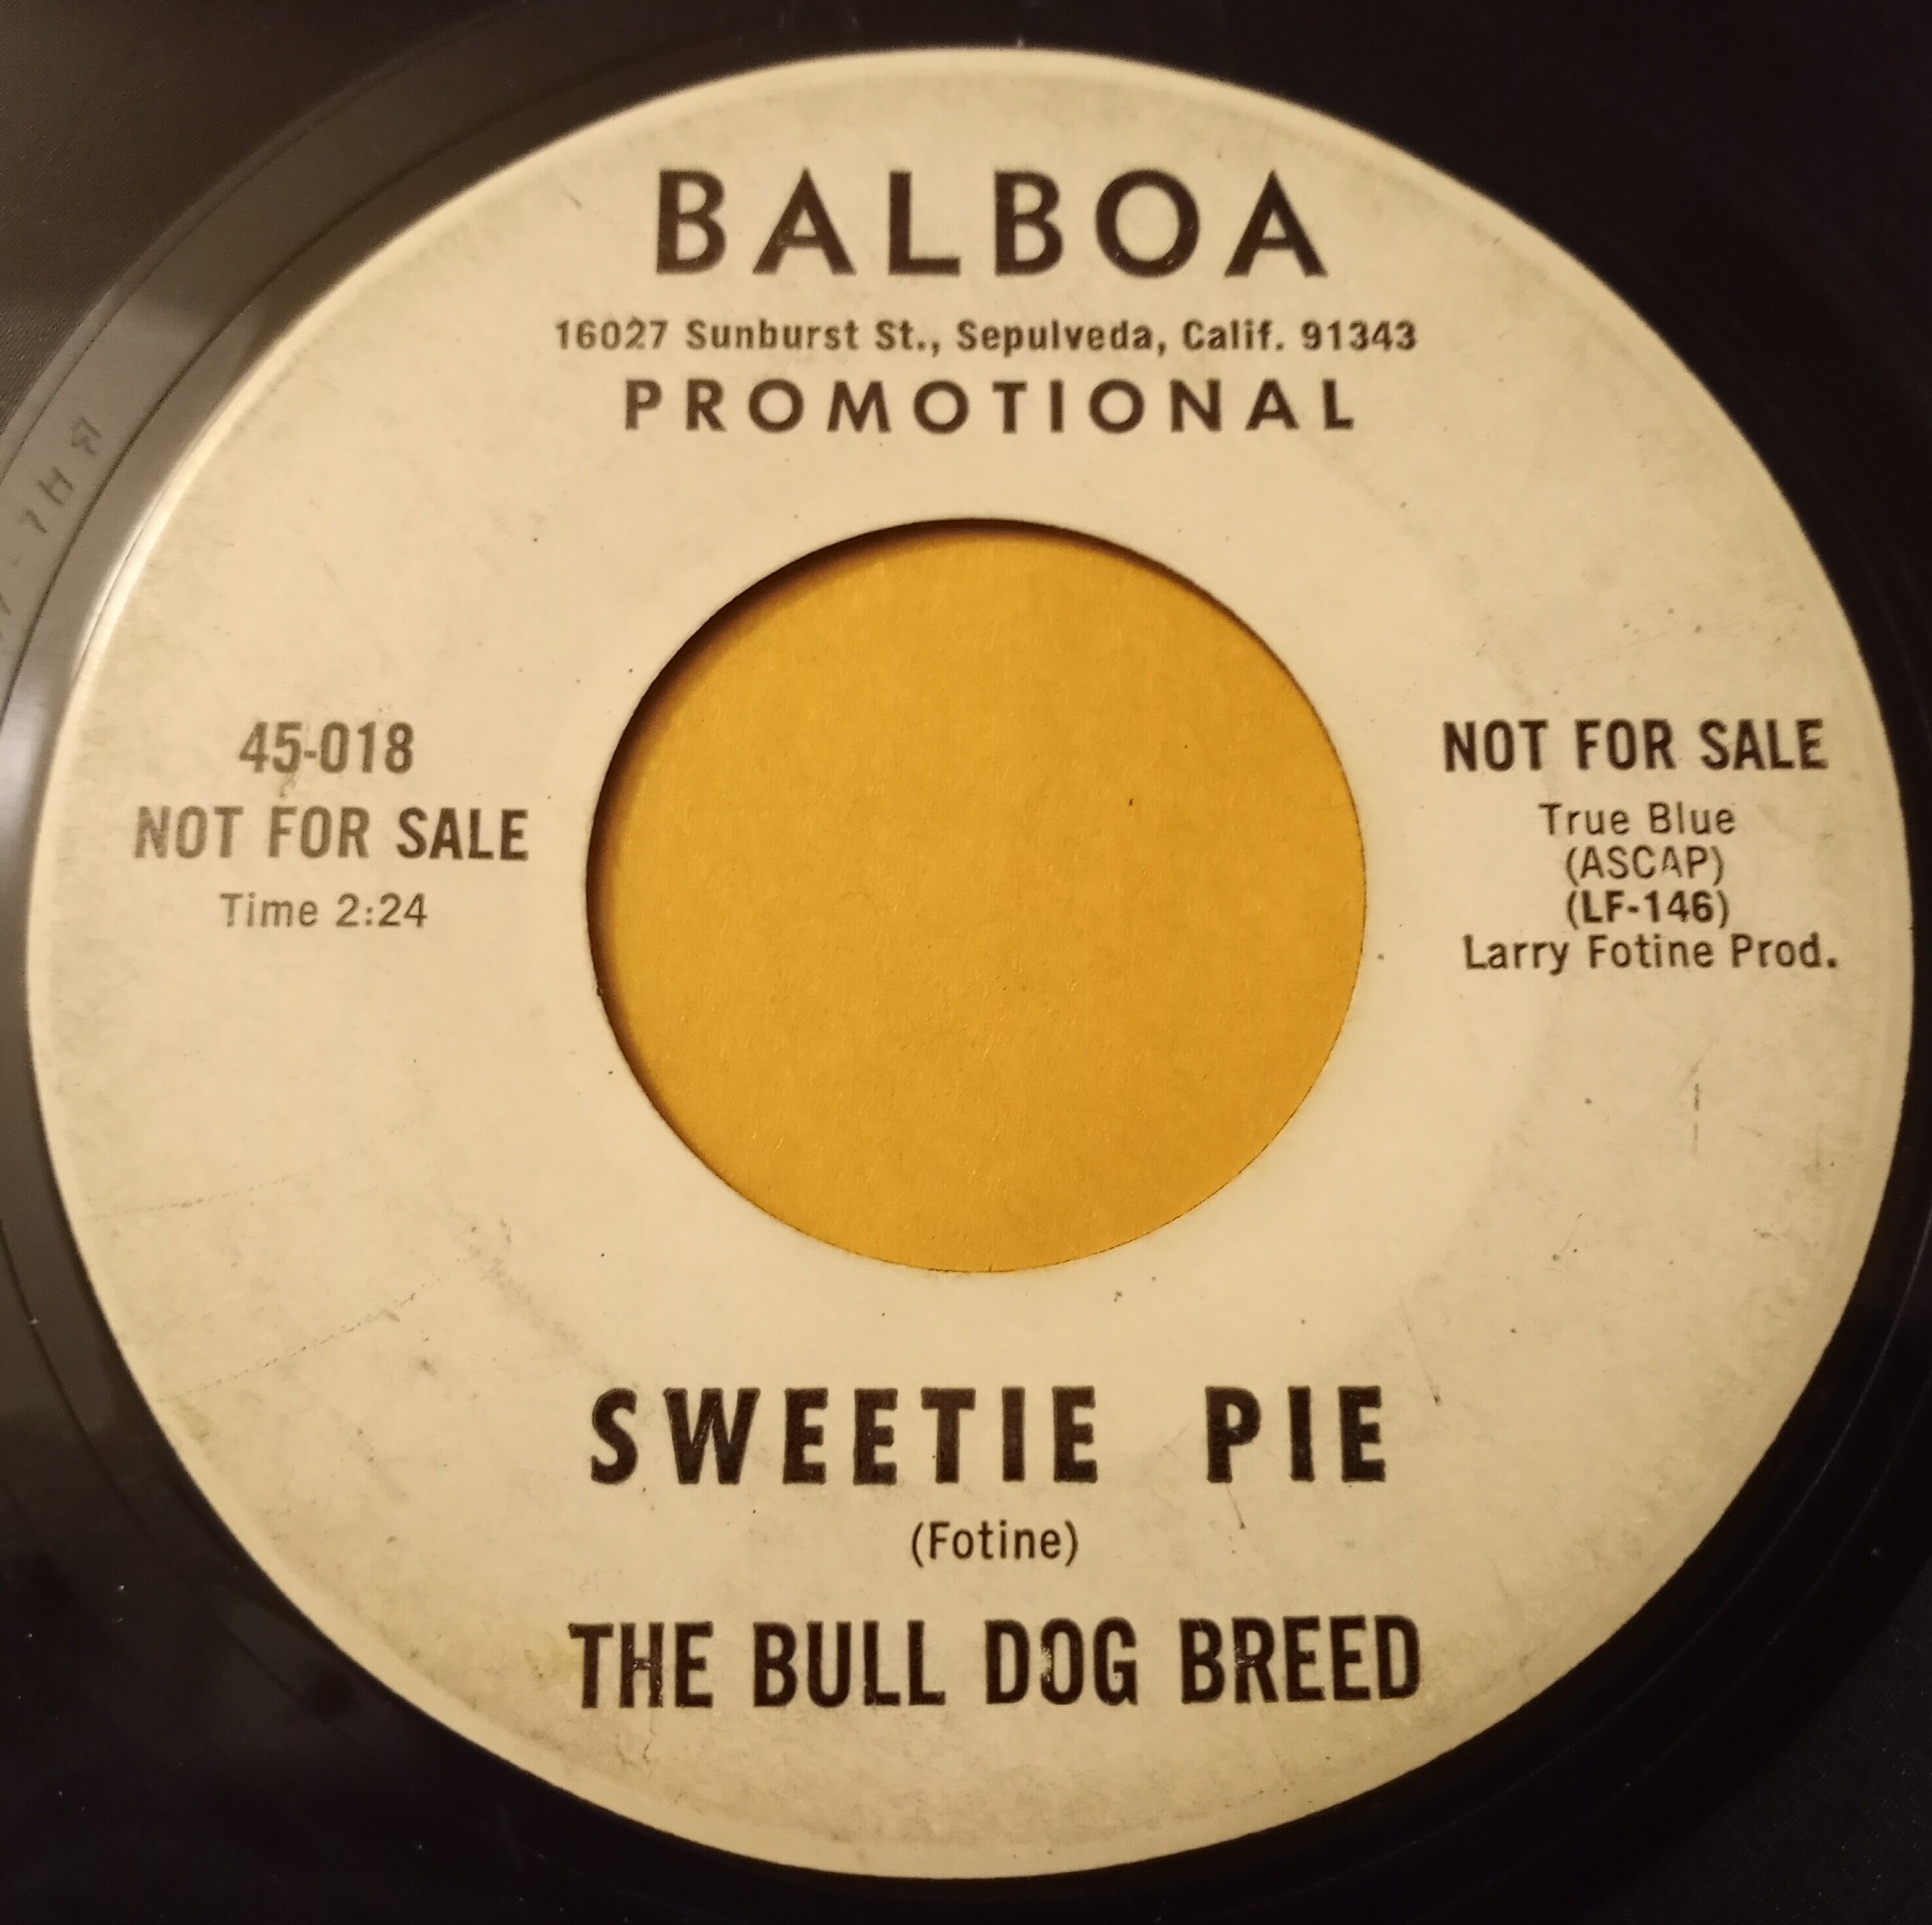 BALBOA
16027 Sunburst St., Sepulveda, Calif. 91343
PROMOTIONAL
45-018
NOT FOR SALE
Time 2:24
NOT FOR SALE
True Blue
(ASCAP)
(LF-146)
Larry Fotine Prod.
SWEETIE PIE
(Fotine)
THE BULL DOG BREED